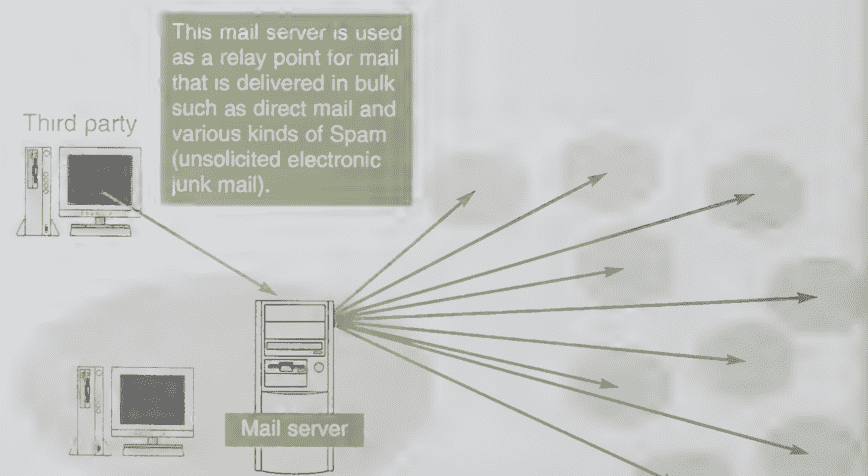 This mail server is used
as a relay point for mail
that is delivered in bulk
such as direct mail and
various kinds of Spam
(unsolicited electronic
junk mail).
Third party
Mail server